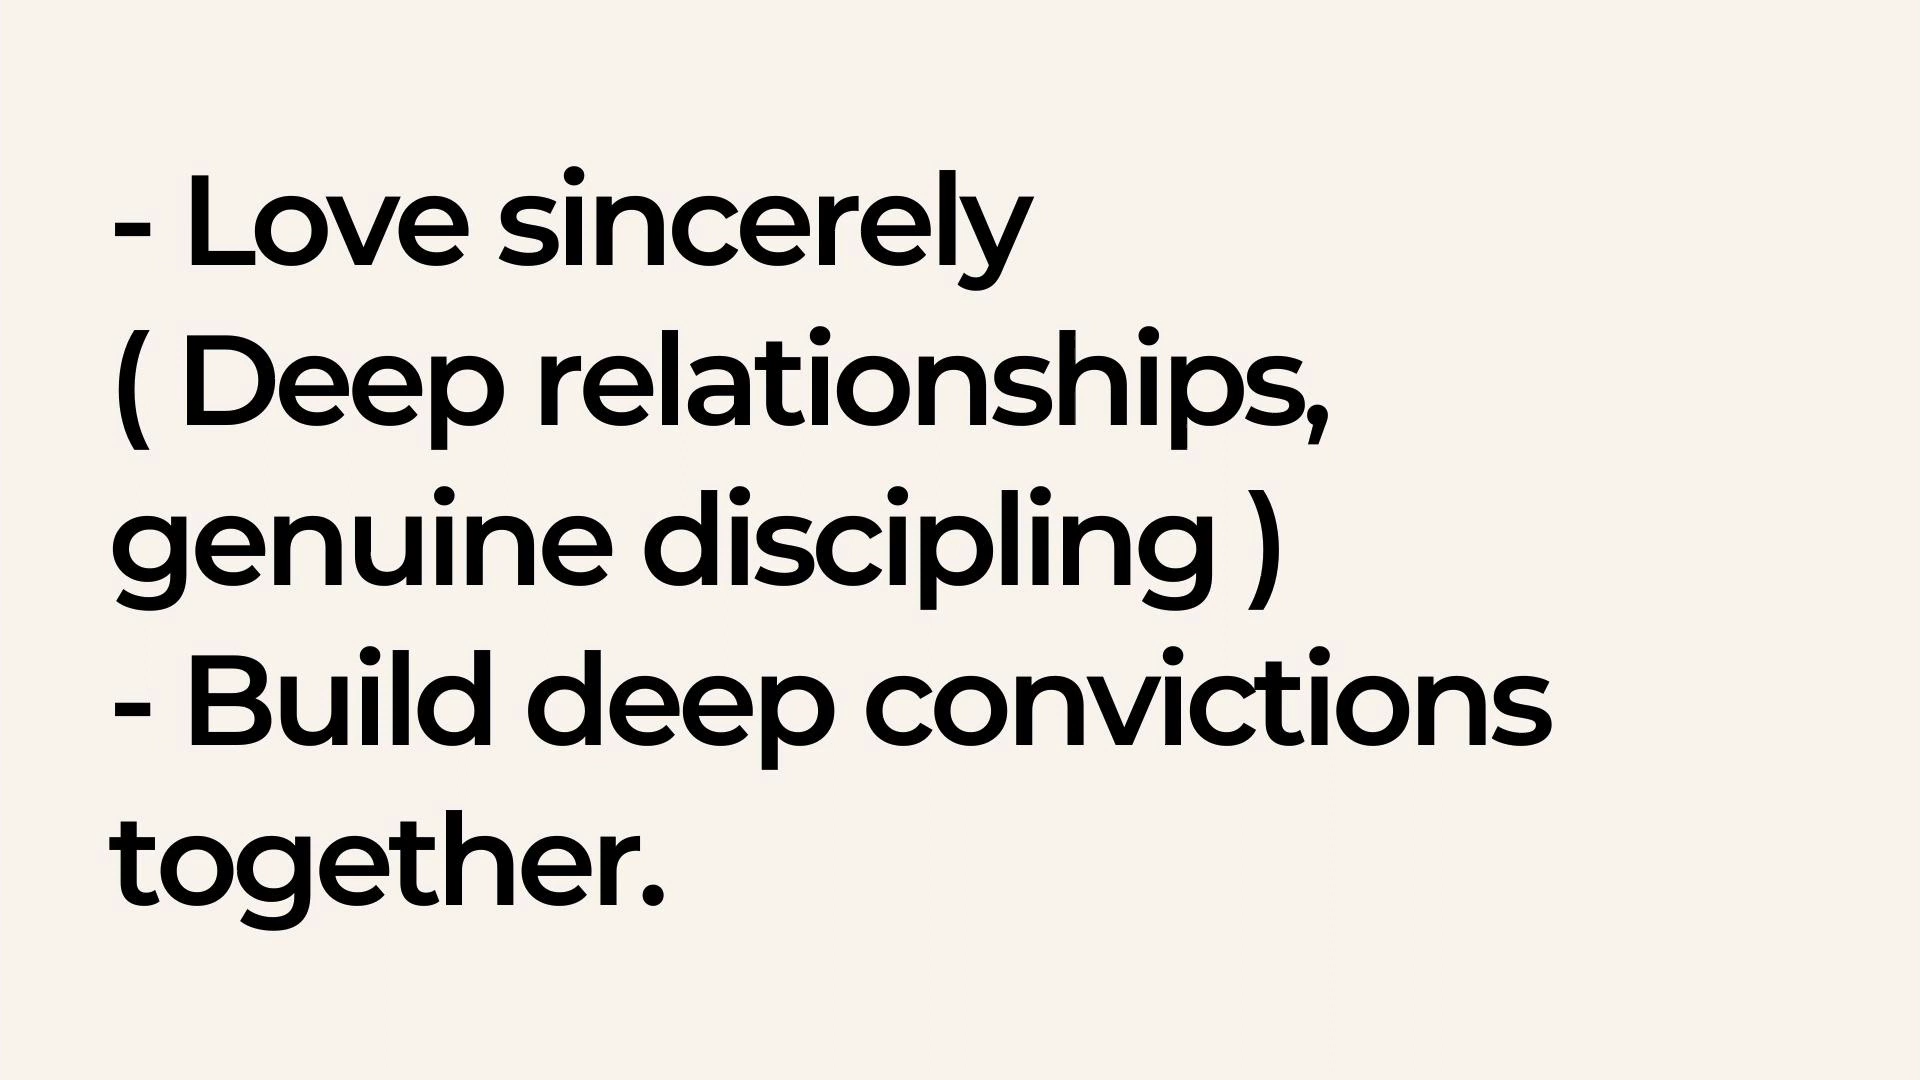 - Love sincerely
( Deep relationships,
genuine discipling )
- Build deep convictions
together.